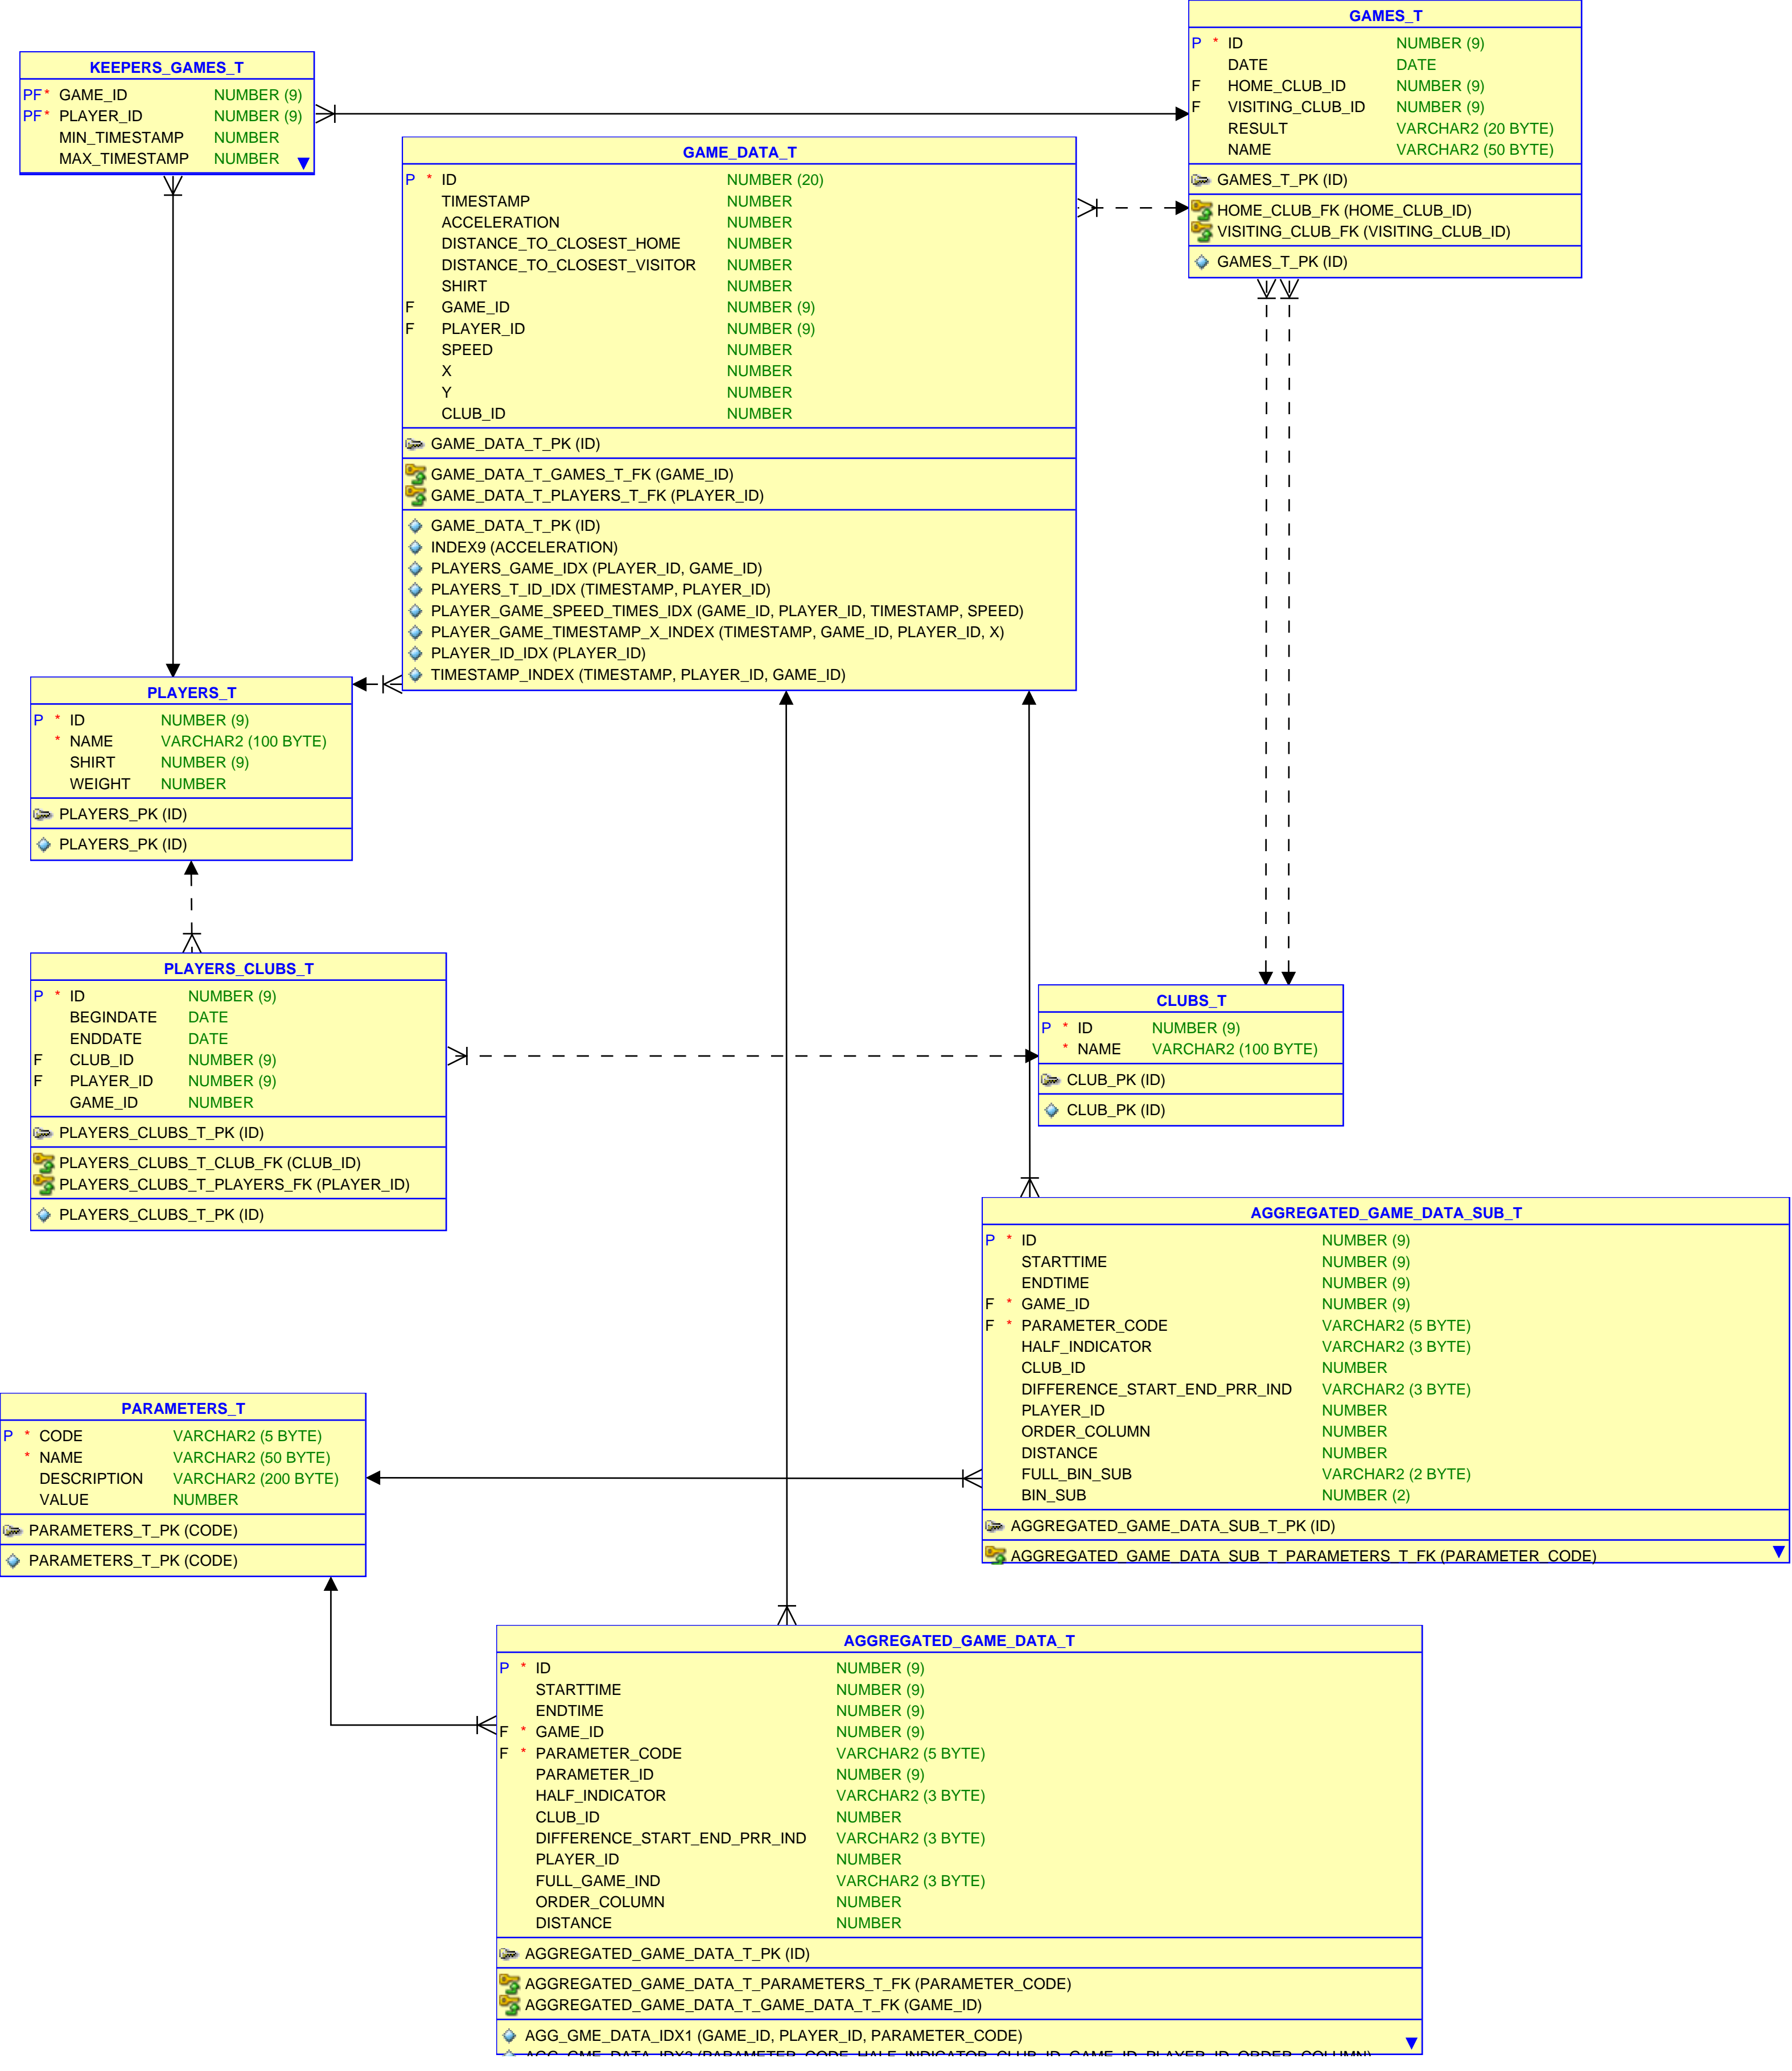 KEEPERS_GAMES_T
PF* GAME_ID NUMBER (9)
PF* PLAYER_ID NUMBER (9)
MIN_TIMESTAMP NUMBER
MAX_TIMESTAMP NUMBER
GAMES_T
P * ID NUMBER (9)
DATE DATE
F HOME_CLUB_ID NUMBER (9)
F VISITING_CLUB_ID NUMBER (9)
RESULT VARCHAR2 (20 BYTE)
NAME VARCHAR2 (50 BYTE)
GAMES_T_PK (ID)
HOME_CLUB_FK (HOME_CLUB_ID)
VISITING_CLUB_FK (VISITING_CLUB_ID)
GAMES_T_PK (ID)
GAME_DATA_T
P * ID NUMBER (20)
TIMESTAMP NUMBER
ACCELERATION NUMBER
DISTANCE_TO_CLOSEST_HOME NUMBER
DISTANCE_TO_CLOSEST_VISITOR NUMBER
SHIRT NUMBER
F GAME_ID NUMBER (9)
F PLAYER_ID NUMBER (9)
SPEED NUMBER
X NUMBER
Y NUMBER
CLUB_ID NUMBER
GAME_DATA_T_PK (ID)
GAME_DATA_T_GAMES_T_FK (GAME_ID)
GAME_DATA_T_PLAYERS_T_FK (PLAYER_ID)
GAME_DATA_T_PK (ID)
INDEX9 (ACCELERATION)
PLAYERS_GAME_IDX (PLAYER_ID, GAME_ID)
PLAYERS_T_ID_IDX (TIMESTAMP, PLAYER_ID)
PLAYER_GAME_SPEED_TIMES_IDX (GAME_ID, PLAYER_ID, TIMESTAMP, SPEED)
PLAYER_GAME_TIMESTAMP_X_INDEX (TIMESTAMP, GAME_ID, PLAYER_ID, X)
PLAYER_ID_IDX (PLAYER_ID)
TIMESTAMP_INDEX (TIMESTAMP, PLAYER_ID, GAME_ID)
PLAYERS_T
P * ID NUMBER (9)
* NAME VARCHAR2 (100 BYTE)
SHIRT NUMBER (9)
WEIGHT NUMBER
PLAYERS_PK (ID)
PLAYERS_PK (ID)
PLAYERS_CLUBS_T
P * ID NUMBER (9)
BEGINDATE DATE
ENDDATE DATE
F CLUB_ID NUMBER (9)
F PLAYER_ID NUMBER (9)
GAME_ID NUMBER
PLAYERS_CLUBS_T_PK (ID)
PLAYERS_CLUBS_T_CLUB_FK (CLUB_ID)
PLAYERS_CLUBS_T_PLAYERS_FK (PLAYER_ID)
PLAYERS_CLUBS_T_PK (ID)
CLUBS_T
P * ID NUMBER (9)
* NAME VARCHAR2 (100 BYTE)
CLUB_PK (ID)
CLUB_PK (ID)
AGGREGATED_GAME_DATA_SUB_T
P * ID NUMBER (9)
STARTTIME NUMBER (9)
ENDTIME NUMBER (9)
F * GAME_ID NUMBER (9)
F * PARAMETER_CODE VARCHAR2 (5 BYTE)
HALF_INDICATOR VARCHAR2 (3 BYTE)
CLUB_ID NUMBER
DIFFERENCE_START_END_PRR_IND VARCHAR2 (3 BYTE)
PLAYER_ID NUMBER
ORDER_COLUMN NUMBER
DISTANCE NUMBER
FULL_BIN_SUB VARCHAR2 (2 BYTE)
BIN_SUB NUMBER (2)
AGGREGATED_GAME_DATA_SUB_T_PK (ID)
AGGREGATED_GAME_DATA_SUB_T_PARAMETERS_T_FK (PARAMETER_CODE)
PARAMETERS_T
P * CODE VARCHAR2 (5 BYTE)
* NAME VARCHAR2 (50 BYTE)
DESCRIPTION VARCHAR2 (200 BYTE)
VALUE NUMBER
PARAMETERS_T_PK (CODE)
PARAMETERS_T_PK (CODE)
AGGREGATED_GAME_DATA_T
P * ID NUMBER (9)
STARTTIME NUMBER (9)
ENDTIME NUMBER (9)
F * GAME_ID NUMBER (9)
F * PARAMETER_CODE VARCHAR2 (5 BYTE)
PARAMETER_ID NUMBER (9)
HALF_INDICATOR VARCHAR2 (3 BYTE)
CLUB_ID NUMBER
DIFFERENCE_START_END_PRR_IND VARCHAR2 (3 BYTE)
PLAYER_ID NUMBER
FULL_GAME_IND VARCHAR2 (3 BYTE)
ORDER_COLUMN NUMBER
DISTANCE NUMBER
AGGREGATED_GAME_DATA_T_PK (ID)
AGGREGATED_GAME_DATA_T_PARAMETERS_T_FK (PARAMETER_CODE)
AGGREGATED_GAME_DATA_T_GAME_DATA_T_FK (GAME_ID)
AGG_GME_DATA_IDX1 (GAME_ID, PLAYER_ID, PARAMETER_CODE)